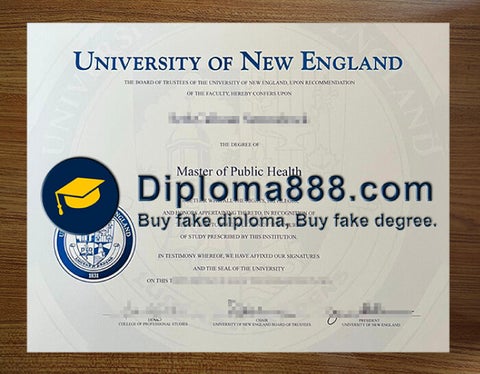 UNIVERSITY OF NEW ENGLAND
THE BOARD OF TRUSTEES OF THE UNIVERSITY OF NEW ENGLAND, UPON RECOMMENDATION
OF THE FACULTY, HEREBY CONFERS UPON
THE DEGREE OF
Master of Public Health
Diploma888.com
AND HONORS APPERTAINING THERETO, IN RECOGNITION OF
Buy fake diploma, Buy fake degree.
OF STUDY PRESCRIBED BY THIS INSTITUTION.
IN TESTIMONY WHEREOF, WE HAVE AFFIXED OUR SIGNATURES
AND THE SEAL OF THE UNIVERSITY
ON THIS
1831
DEAN
COLLEGE OF PROFESSIONAL STUDIES
CHAIR
UNIVERSITY OF NEW ENGLAND BOARD OF TRUSTEES
PRESIDENT
UNIVERSITY OF NEW ENGLAND